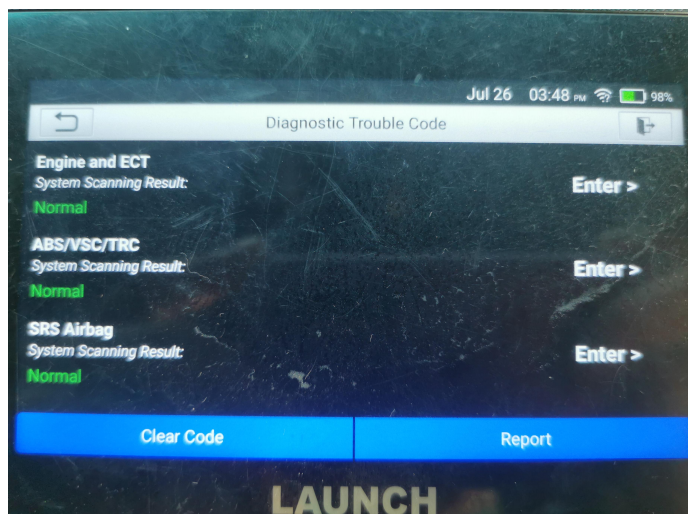 Jul 26 03:48 PM 98%
Diagnostic Trouble Code
Engine and ECT
System Scanning Result:
Enter >
Normal
ABS/VSC/TRC
System Scanning Result:
Enter >
Normal
SRS Airbag
System Scanning Result:
Enter >
Normal
Clear Code Report
LAUNCH